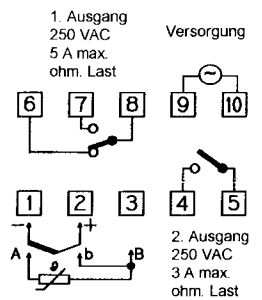 1. Ausgang
250 VAC
5 A max.
ohm. Last
Versorgung
~
6 7 8 9 10
1 2 3 4 5
− +
A ϑ b B
2. Ausgang
250 VAC
3 A max.
ohm. Last